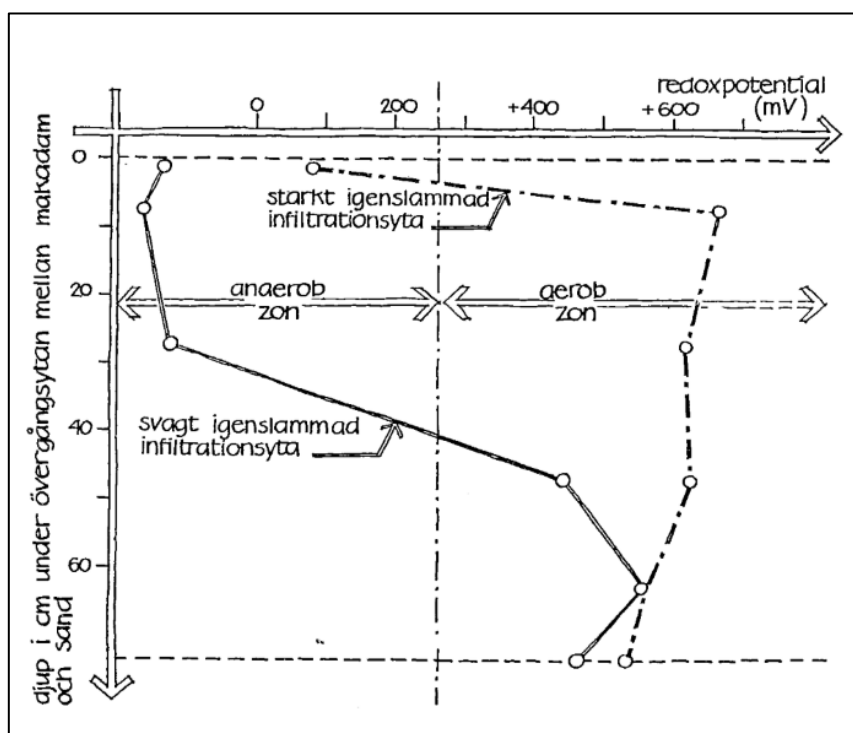 redoxpotential
(mV)
0 200 +400 +600
0
starkt igenslammad
infiltrationsyta
20
anaerob
zon
aerob
zon
40
svagt igenslammad
infiltrationsyta
60
djup i cm under övergångsytan mellan makadam
och sand